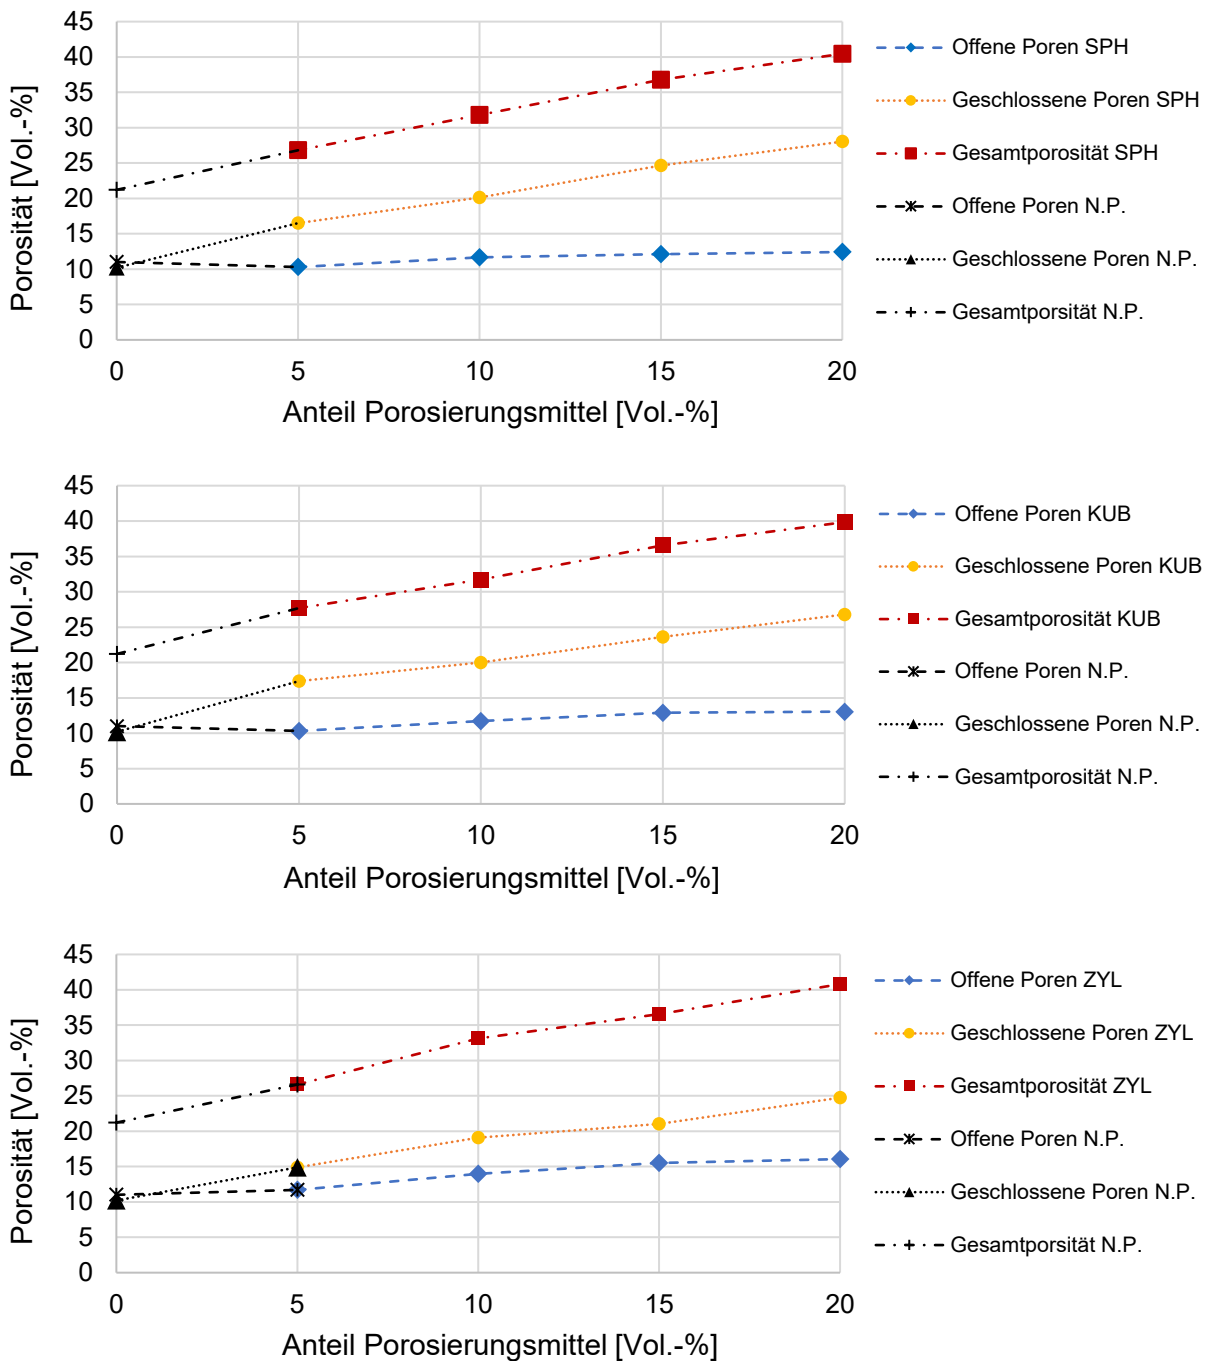 45
40
35
30
25
20
15
10
5
0
Porosität [Vol.-%]
0 5 10 15 20
Anteil Porosierungsmittel [Vol.-%]
Offene Poren SPH
Geschlossene Poren SPH
Gesamtporosität SPH
Offene Poren N.P.
Geschlossene Poren N.P.
Gesamtporsität N.P.
45
40
35
30
25
20
15
10
5
0
Porosität [Vol.-%]
0 5 10 15 20
Anteil Porosierungsmittel [Vol.-%]
Offene Poren KUB
Geschlossene Poren KUB
Gesamtporosität KUB
Offene Poren N.P.
Geschlossene Poren N.P.
Gesamtporosität N.P.
45
40
35
30
25
20
15
10
5
0
Porosität [Vol.-%]
0 5 10 15 20
Anteil Porosierungsmittel [Vol.-%]
Offene Poren ZYL
Geschlossene Poren ZYL
Gesamtporosität ZYL
Offene Poren N.P.
Geschlossene Poren N.P.
Gesamtporsität N.P.